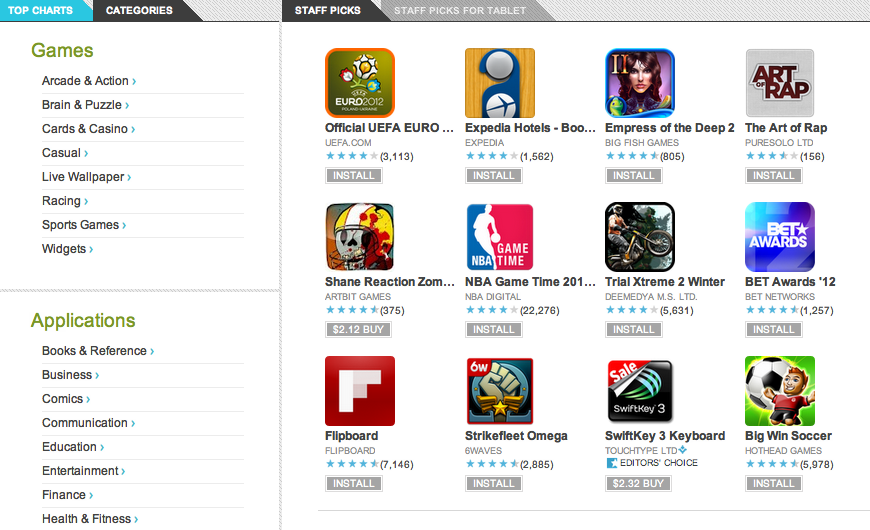 TOP CHARTS
CATEGORIES
Games
Arcade & Action ›
Brain & Puzzle ›
Cards & Casino ›
Casual ›
Live Wallpaper ›
Racing ›
Sports Games ›
Widgets ›
Applications
Books & Reference ›
Business ›
Comics ›
Communication ›
Education ›
Entertainment ›
Finance ›
Health & Fitness ›
STAFF PICKS
STAFF PICKS FOR TABLET
UEFA
EURO2012
POLAND-UKRAINE
II
ART
OF
RAP
Official UEFA EURO ...
Expedia Hotels - Boo...
Empress of the Deep 2
The Art of Rap
UEFA.COM
EXPEDIA
BIG FISH GAMES
PURESOLO LTD
(3,113)
(1,562)
(805)
(156)
INSTALL
INSTALL
INSTALL
INSTALL
NBA
GAME
TIME
BET★
AWARDS
Shane Reaction Zom...
NBA Game Time 201...
Trial Xtreme 2 Winter
BET Awards '12
ARTBIT GAMES
NBA DIGITAL
DEEMEDYA M.S. LTD.
BET NETWORKS
(375)
(22,276)
(5,631)
(1,257)
$2.12 BUY
INSTALL
INSTALL
INSTALL
6W
Sale
SwiftKey 3
Flipboard
Strikefleet Omega
SwiftKey 3 Keyboard
Big Win Soccer
FLIPBOARD
6WAVES
TOUCHTYPE LTD
HOTHEAD GAMES
(7,146)
(2,885)
EDITORS' CHOICE
(5,978)
INSTALL
INSTALL
$2.32 BUY
INSTALL